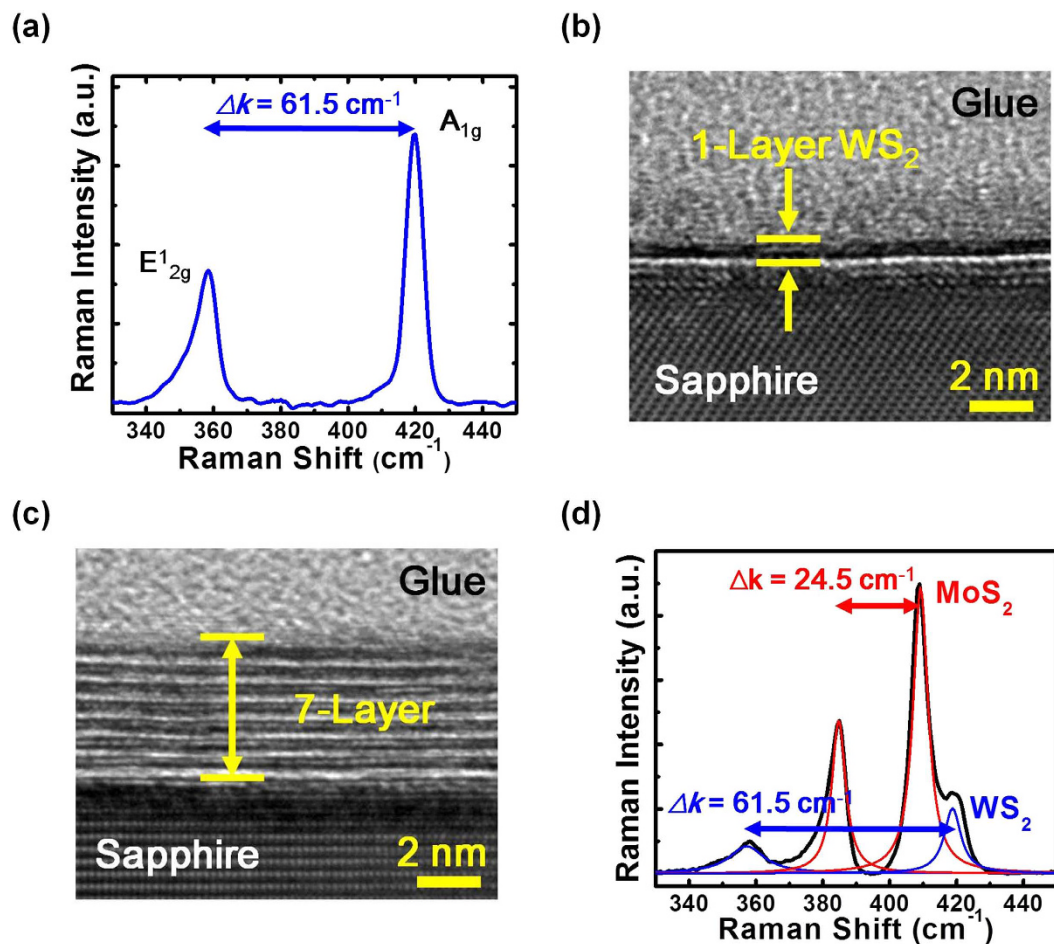 (a)
Raman Intensity (a.u.)
Δk = 61.5 cm⁻¹
A₁g
E¹₂g
340 360 380 400 420 440
Raman Shift (cm⁻¹)
(b)
Glue
1-Layer WS₂
Sapphire
2 nm
(c)
Glue
7-Layer
Sapphire
2 nm
(d)
Raman Intensity (a.u.)
Δk = 24.5 cm⁻¹
MoS₂
Δk = 61.5 cm⁻¹
WS₂
340 360 380 400 420 440
Raman Shift (cm⁻¹)